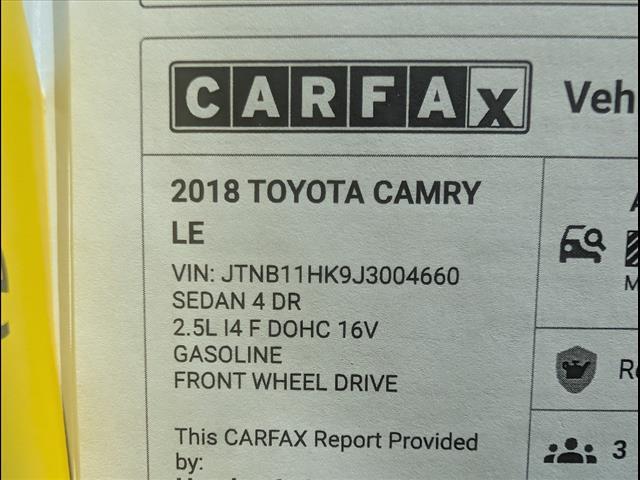 CARFAX
Veh
2018 TOYOTA CAMRY
LE
VIN: JTNB11HK9J3004660
SEDAN 4 DR
2.5L I4 F DOHC 16V
GASOLINE
FRONT WHEEL DRIVE
This CARFAX Report Provided
by:
3